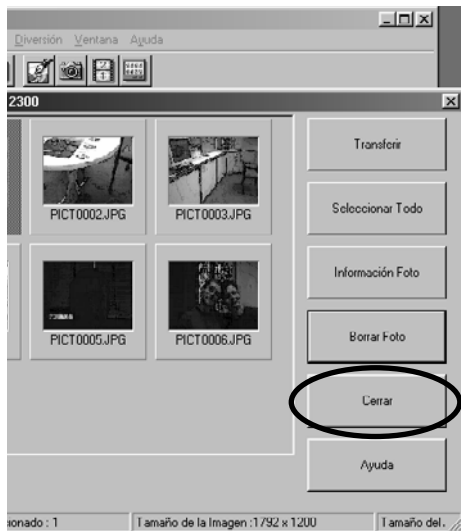 Diversión Ventana Ayuda
2300
Transferir
PICT0002.JPG PICT0003.JPG
Seleccionar Todo
Información Foto
PICT0005.JPG PICT0006.JPG
Borrar Foto
Cerrar
Ayuda
ionado : 1 Tamaño de la Imagen :1792 x 1200 Tamaño del.